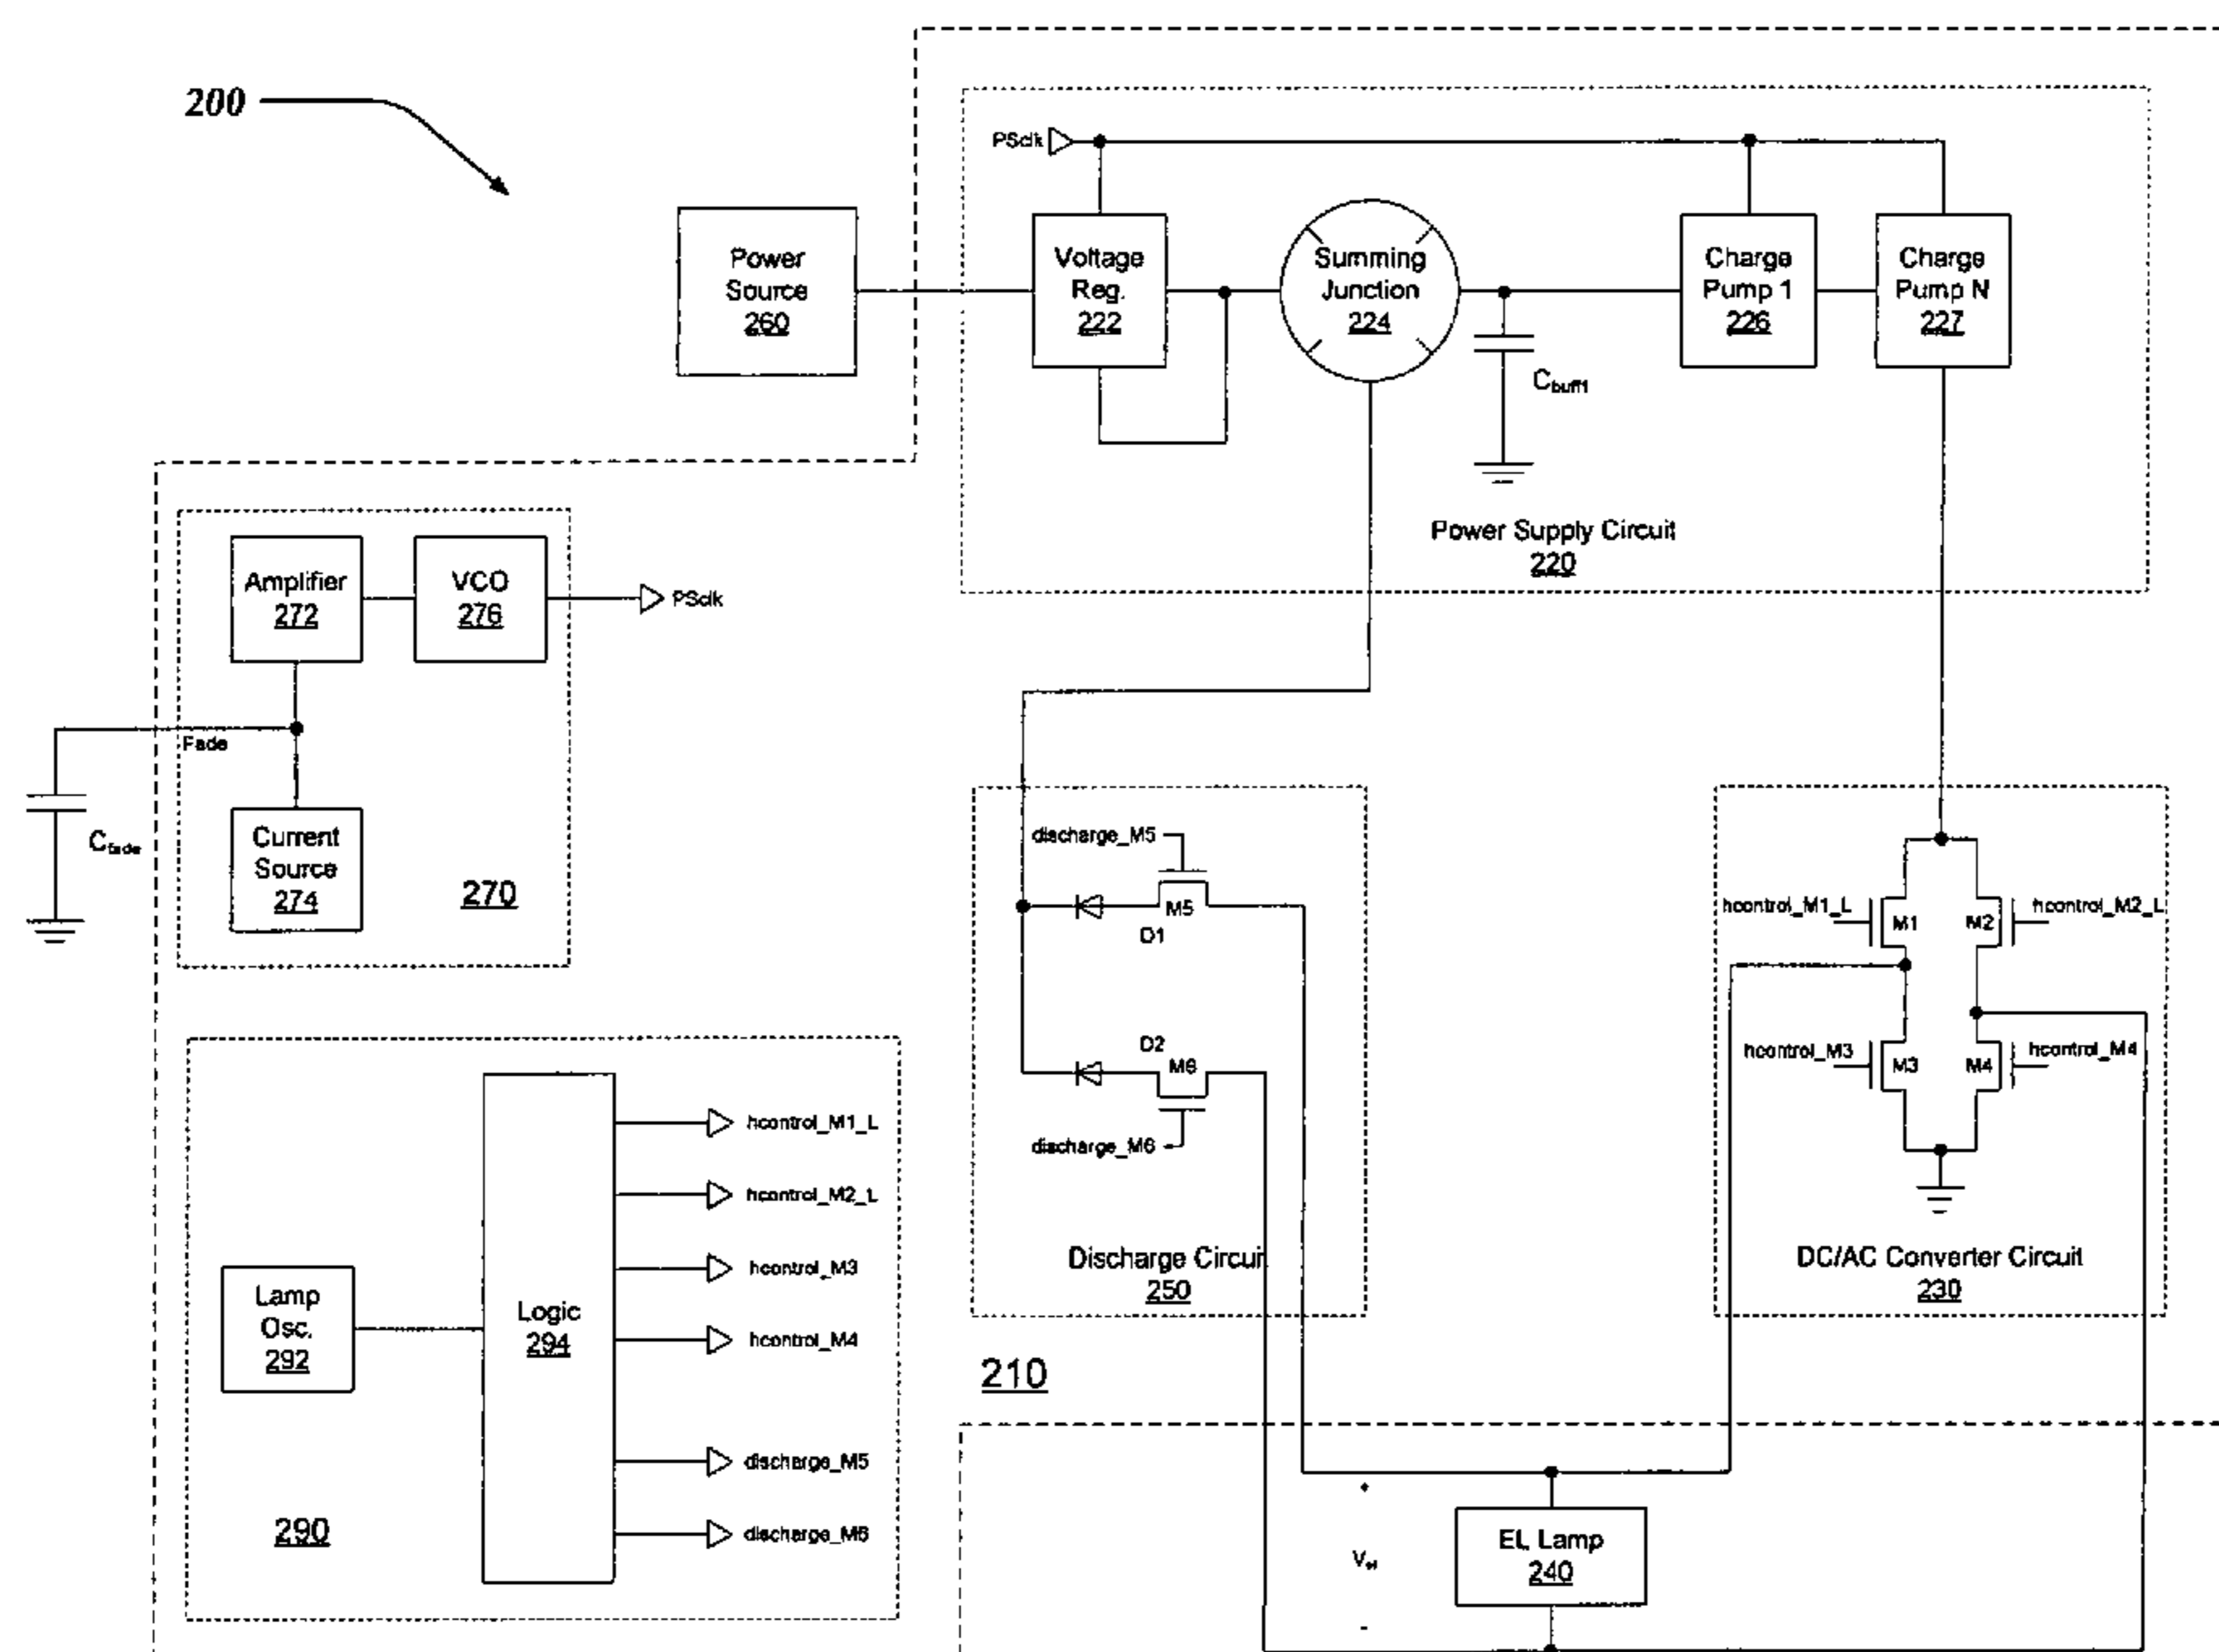 200
PSclk
Power
Source
260
Voltage
Reg.
222
Summing
Junction
224
Charge
Pump 1
226
Charge
Pump N
227
Cbuff1
Power Supply Circuit
220
Amplifier
272
VCO
276
PSclk
Fade
Cfade
Current
Source
274
270
discharge_M5
M5
D1
D2
M6
discharge_M6
Discharge Circuit
250
hcontrol_M1_L
M1
M2
hcontrol_M2_L
hcontrol_M3
M3
M4
hcontrol_M4
DC/AC Converter Circuit
230
Lamp
Osc.
292
Logic
294
hcontrol_M1_L
hcontrol_M2_L
hcontrol_M3
hcontrol_M4
discharge_M5
discharge_M6
290
210
+
Vel
-
EL Lamp
240